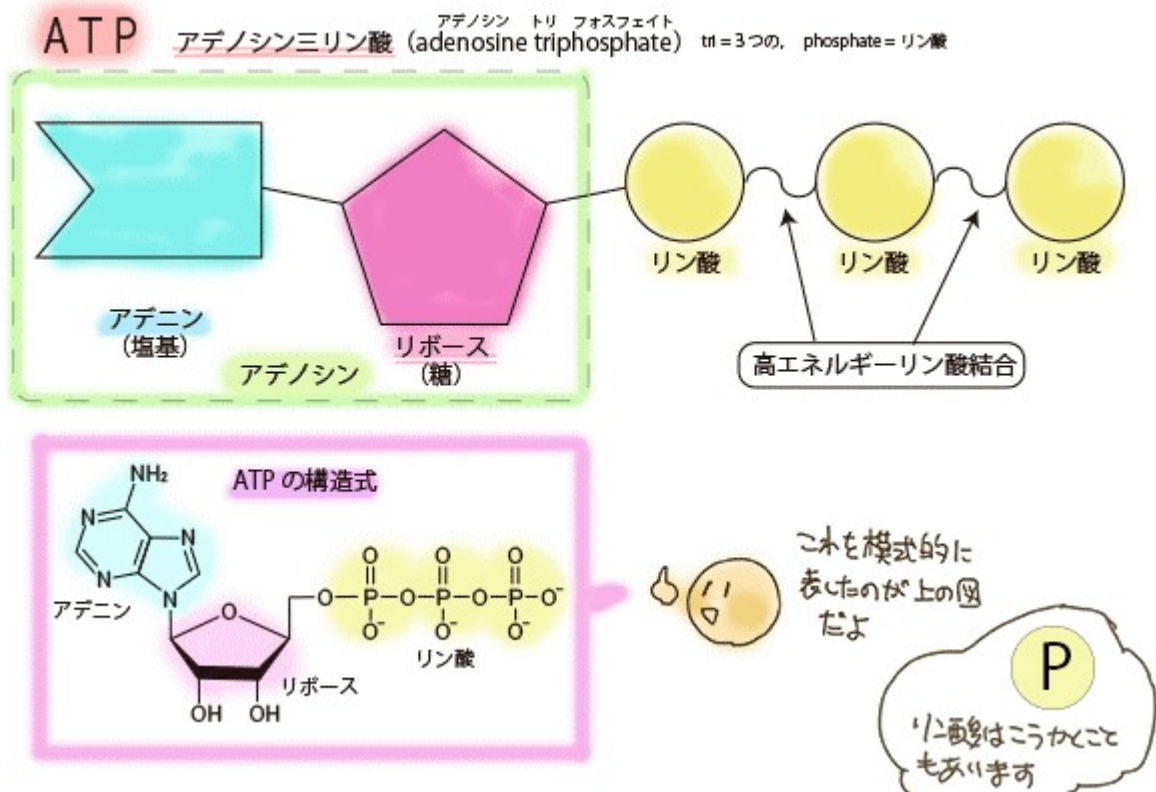 アデノシン トリ フォスフェイト
ATP アデノシン三リン酸（adenosine triphosphate） tri = 3つの， phosphate = リン酸
リン酸 リン酸 リン酸
アデニン
（塩基）
リボース
（糖）
アデノシン
高エネルギーリン酸結合
ATP の構造式
NH₂
N
N
N
N
アデニン
O
O O O
O P O P O P O⁻
O⁻ O⁻ O⁻
リン酸
リボース
OH OH
これを模式的に
表したのが上の図
だよ
P
リン酸はこうかくこと
もあります